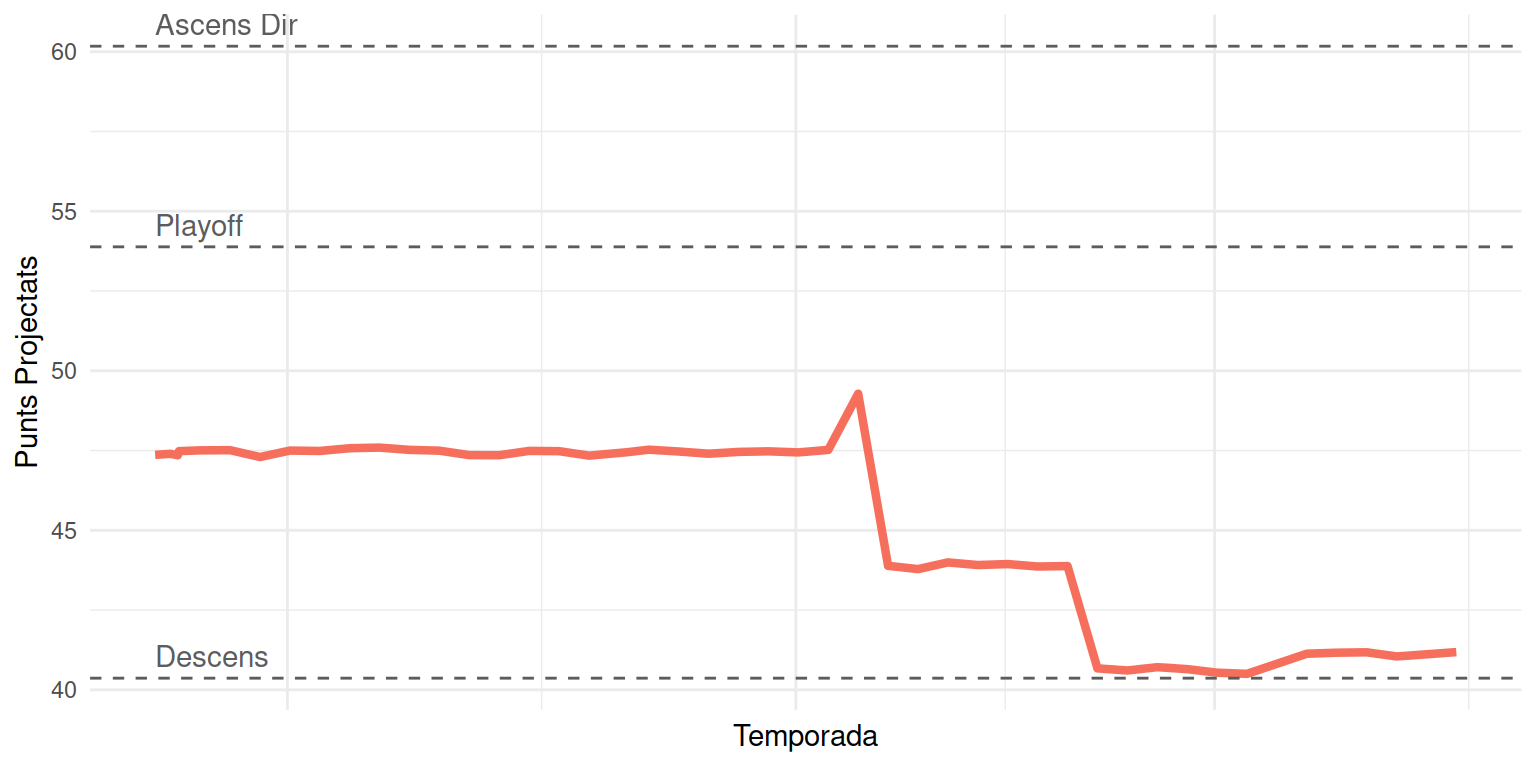 Ascens Dir
60
55
Playoff
Punts Projectats
50
45
Descens
40
Temporada